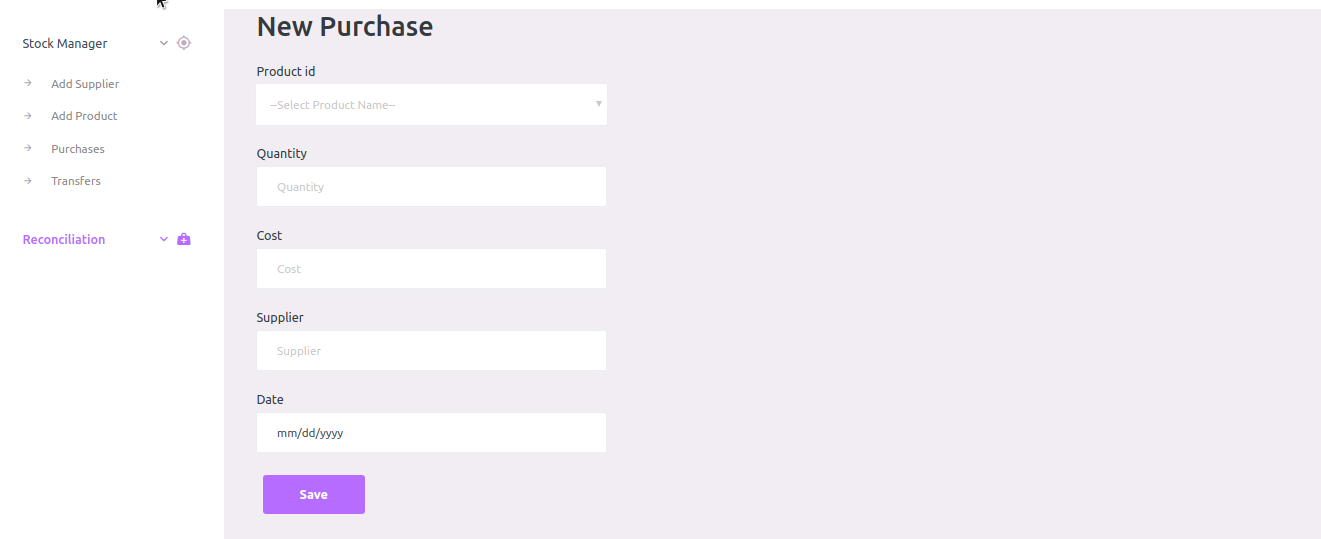 Stock Manager
Add Supplier
Add Product
Purchases
Transfers
Reconciliation
New Purchase
Product id
--Select Product Name--
Quantity
Quantity
Cost
Cost
Supplier
Supplier
Date
mm/dd/yyyy
Save